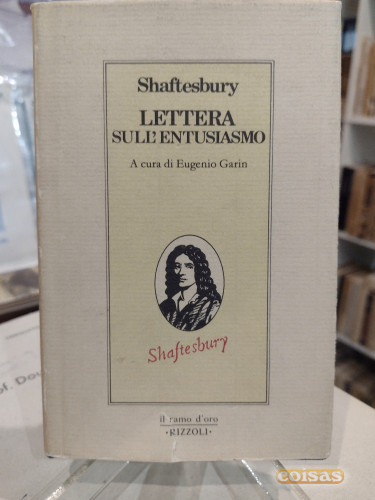 Shaftesbury
LETTERA
SULL'ENTUSIASMO
A cura di Eugenio Garin
Shaftesbury
il ramo d'oro
•RIZZOLI•
coisas